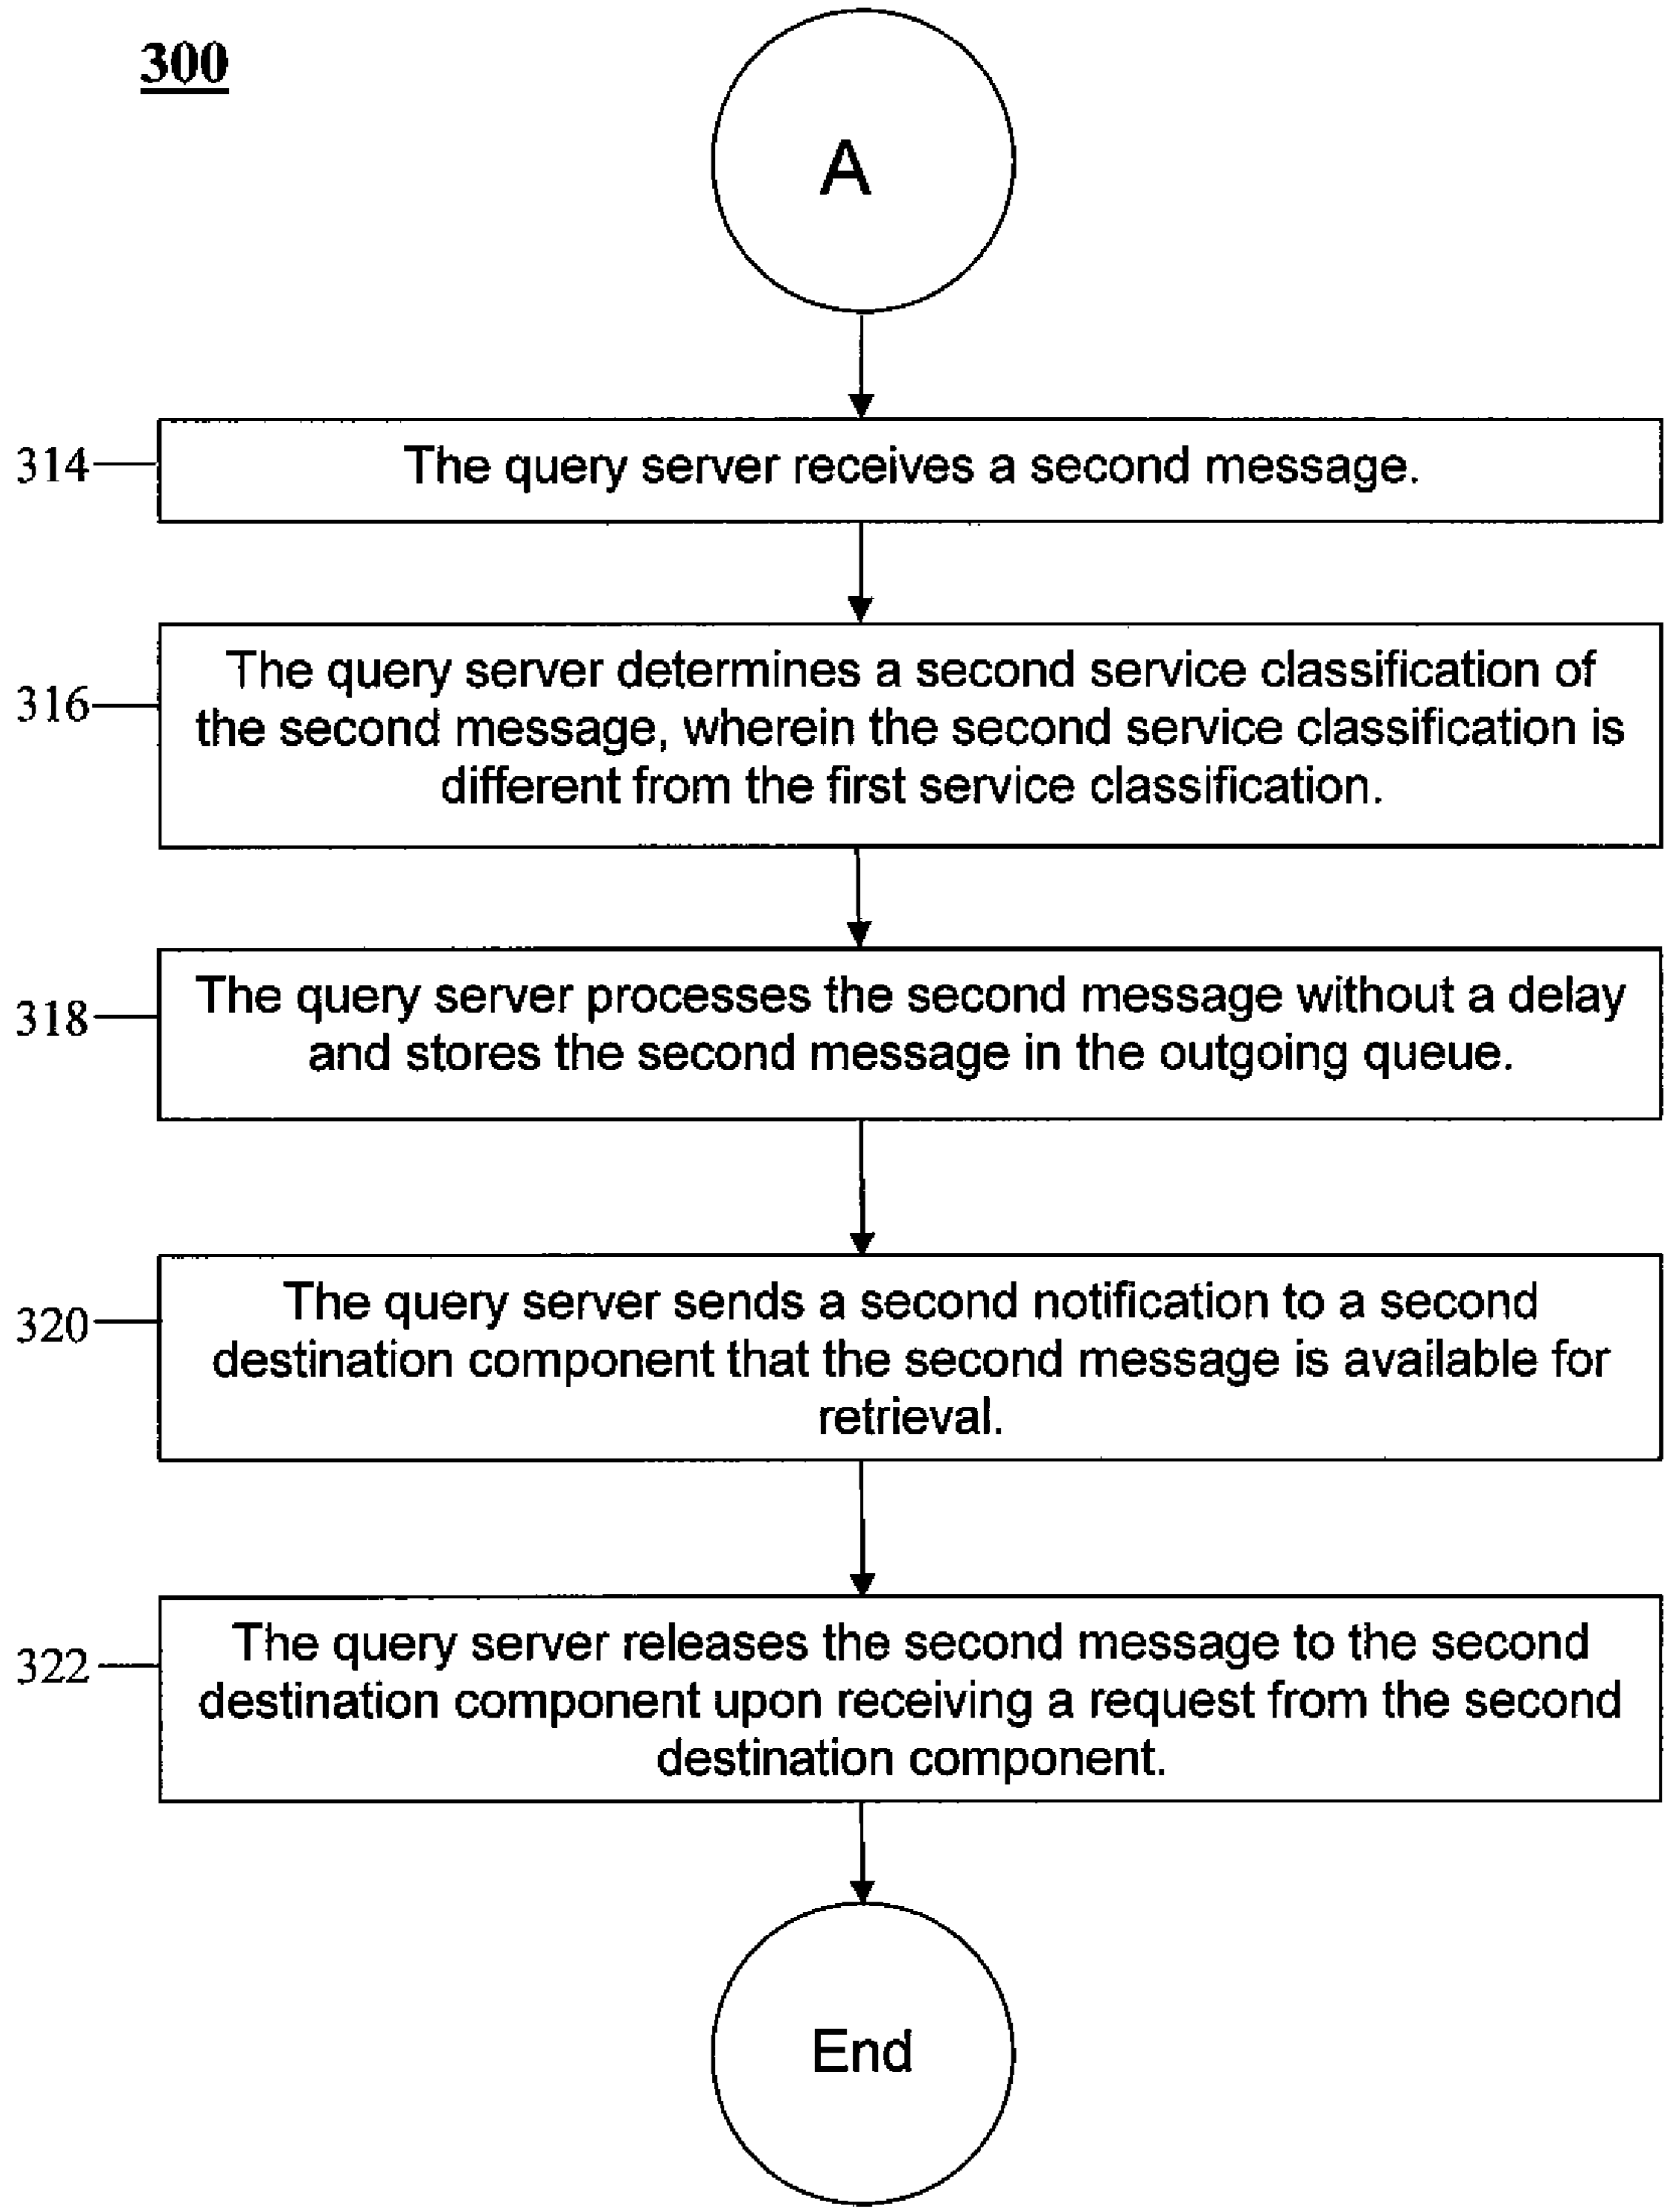 300
A
314
The query server receives a second message.
316
The query server determines a second service classification of
the second message, wherein the second service classification is
different from the first service classification.
318
The query server processes the second message without a delay
and stores the second message in the outgoing queue.
320
The query server sends a second notification to a second
destination component that the second message is available for
retrieval.
322
The query server releases the second message to the second
destination component upon receiving a request from the second
destination component.
End